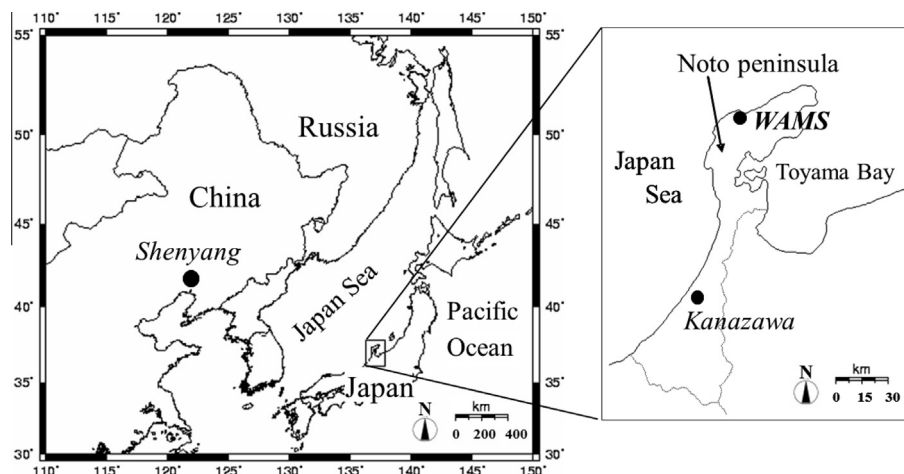 110° 115° 120° 125° 130° 135° 140° 145° 150°
55° 55°
50° 50°
45° 45°
40° 40°
35° 35°
30° 30°
110° 115° 120° 125° 130° 135° 140° 145° 150°
Russia
China
Shenyang
Japan Sea
Pacific
Ocean
Japan
N
km
0 200 400
Noto peninsula
WAMS
Japan
Sea
Toyama Bay
Kanazawa
N
km
0 15 30